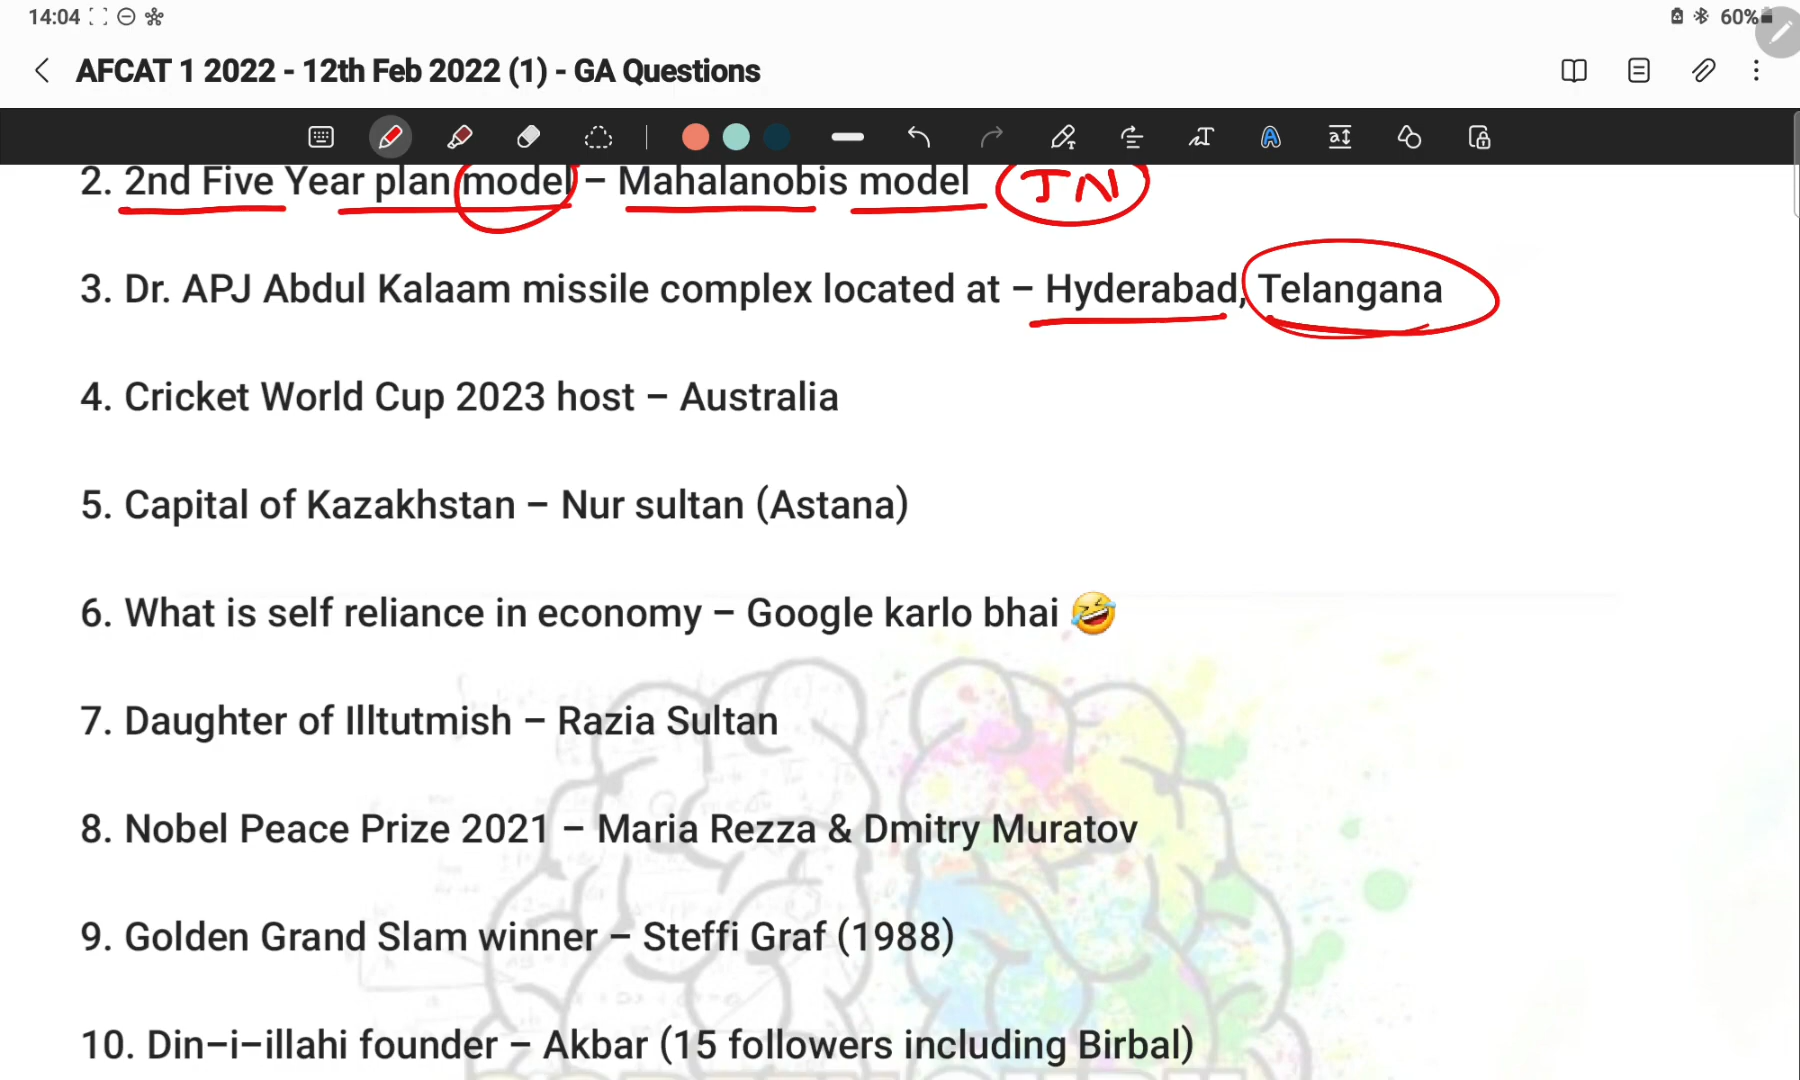 14:04 60%
AFCAT 1 2022 - 12th Feb 2022 (1) - GA Questions
2. 2nd Five Year plan model – Mahalanobis model JN
3. Dr. APJ Abdul Kalaam missile complex located at – Hyderabad, Telangana
4. Cricket World Cup 2023 host – Australia
5. Capital of Kazakhstan – Nur sultan (Astana)
6. What is self reliance in economy – Google karlo bhai 🤣
7. Daughter of Illtutmish – Razia Sultan
8. Nobel Peace Prize 2021 – Maria Rezza & Dmitry Muratov
9. Golden Grand Slam winner – Steffi Graf (1988)
10. Din–i–illahi founder – Akbar (15 followers including Birbal)